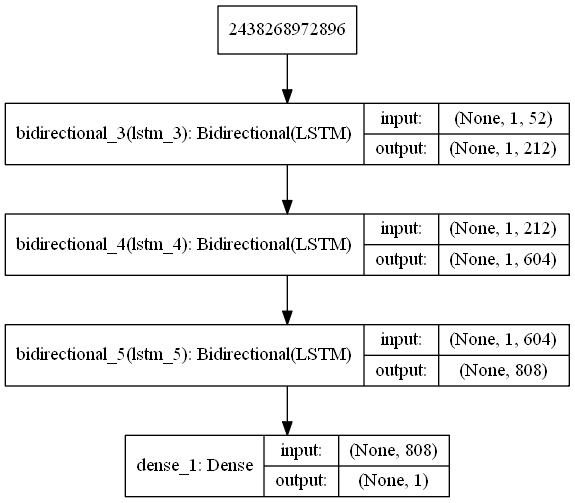 2438268972896
bidirectional_3(lstm_3): Bidirectional(LSTM)
input: (None, 1, 52)
output: (None, 1, 212)
bidirectional_4(lstm_4): Bidirectional(LSTM)
input: (None, 1, 212)
output: (None, 1, 604)
bidirectional_5(lstm_5): Bidirectional(LSTM)
input: (None, 1, 604)
output: (None, 808)
dense_1: Dense
input: (None, 808)
output: (None, 1)